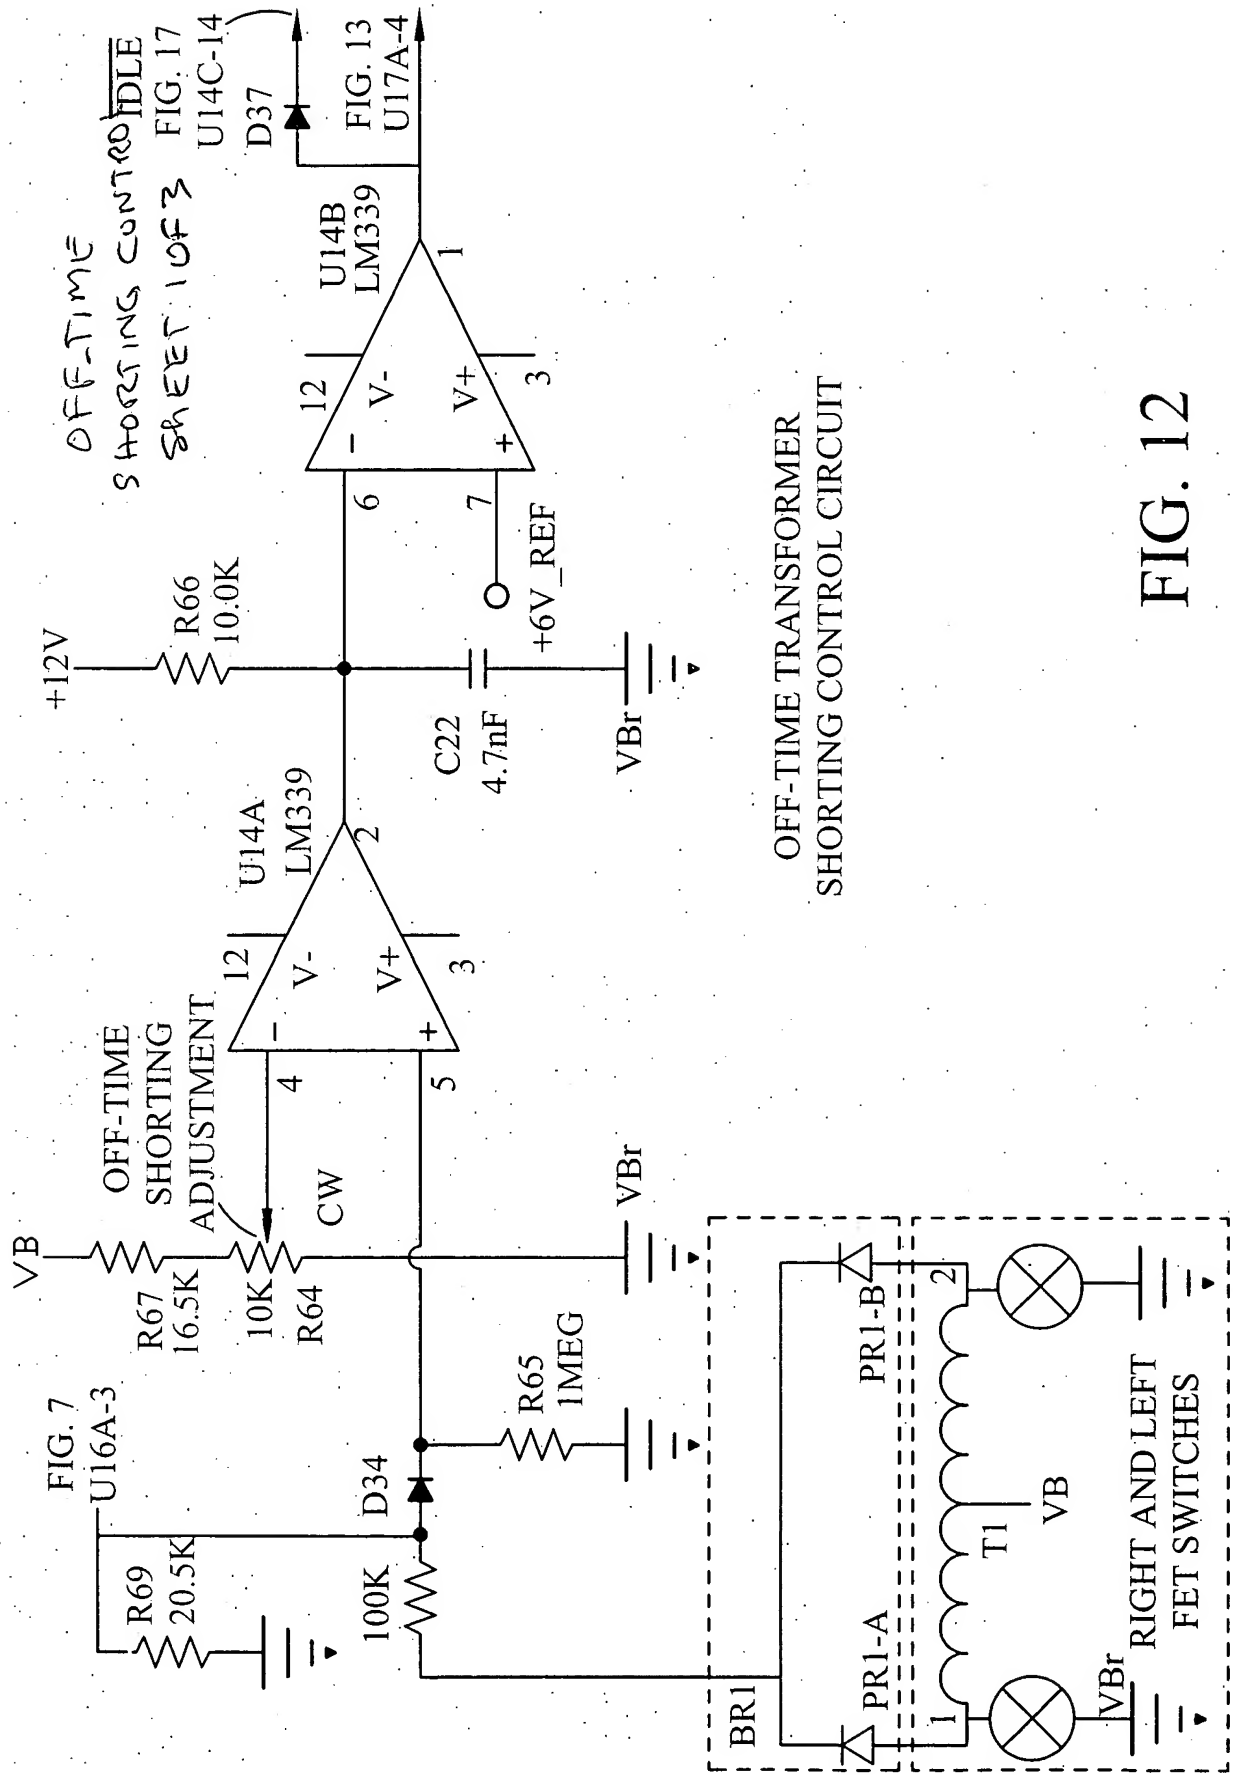 OFF-TIME
SHORTING CONTROL
SHEET 1 OF 3
IDLE
FIG. 17
U14C-14
D37
FIG. 13
U17A-4
U14B
LM339
1
12
V-
V+
3
-
+
6
7
+6V_REF
+12V
R66
10.0K
C22
4.7nF
VBr
U14A
LM339
2
12
V-
V+
3
-
+
4
5
OFF-TIME
SHORTING
ADJUSTMENT
CW
VB
R67
16.5K
10K
R64
VBr
FIG. 7
U16A-3
R69
20.5K
D34
100K
R65
1MEG
BR1
PR1-A
PR1-B
1
2
T1
VB
VBr
RIGHT AND LEFT
FET SWITCHES
OFF-TIME TRANSFORMER
SHORTING CONTROL CIRCUIT
FIG. 12